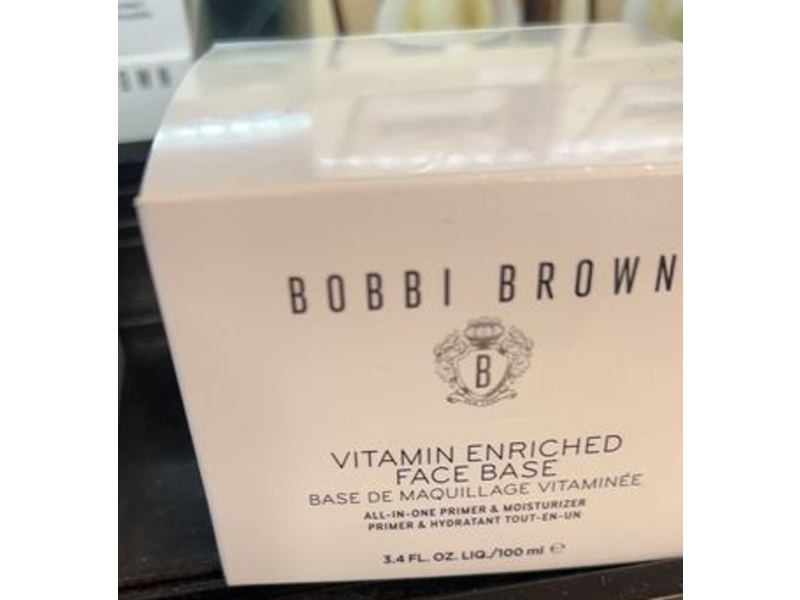 BOBBI BROWN
B
VITAMIN ENRICHED
FACE BASE
BASE DE MAQUILLAGE VITAMINÉE
ALL-IN-ONE PRIMER & MOISTURIZER
PRIMER & HYDRATANT TOUT-EN-UN
3.4 FL. OZ. LIQ./100 ml ℮